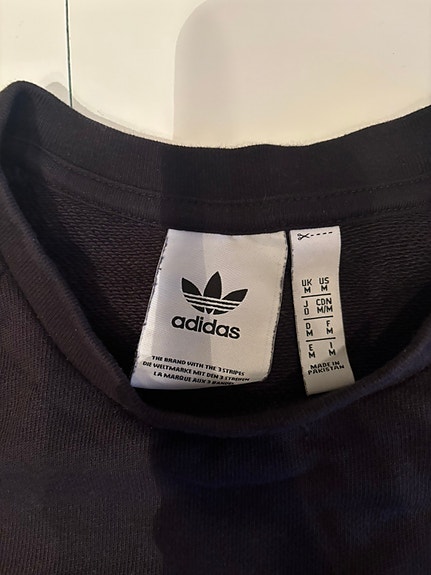 adidas
THE BRAND WITH THE 3 STRIPES
DIE WELTMARKE MIT DEN 3 STREIFEN
LA MARQUE AUX 3
UK US
M M
J CDN
O M/M
D F
M M
E I
M M
MADE IN
PAKISTAN